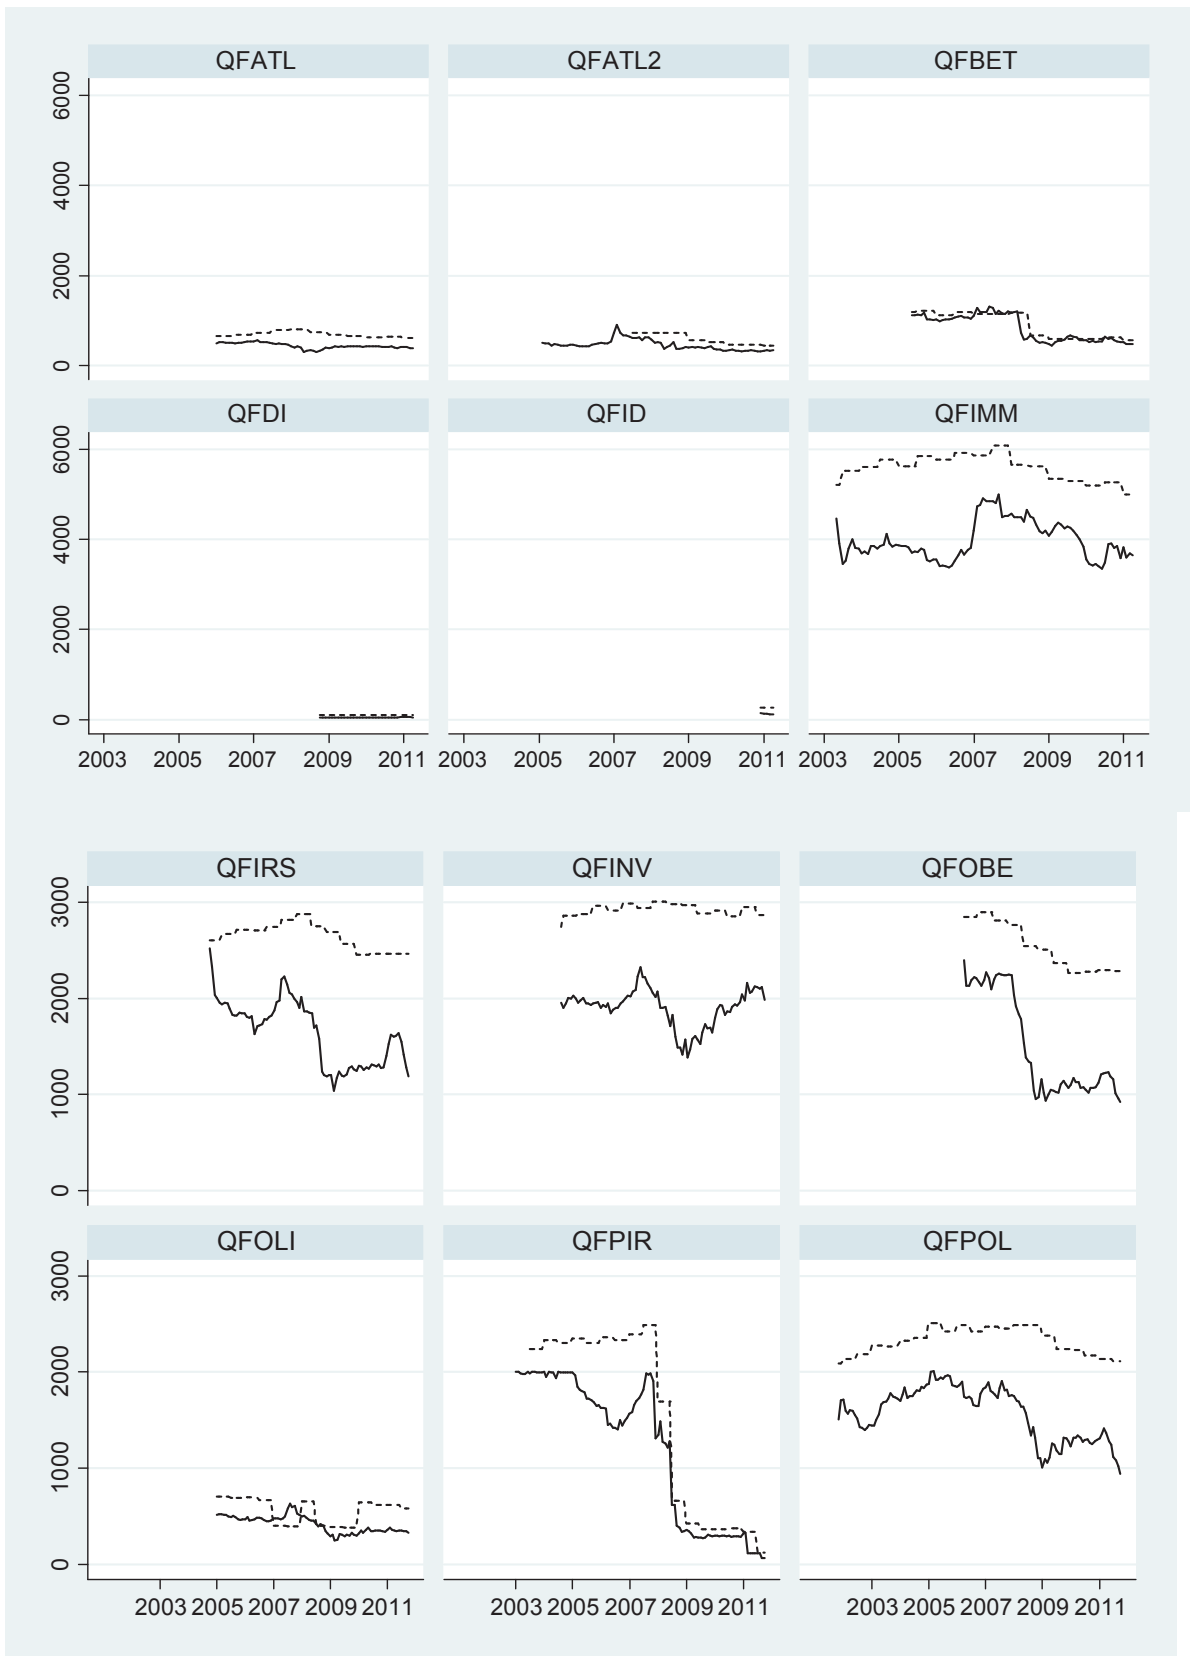 QFATL QFATL2 QFBET
6000
4000
2000
0
QFDI QFID QFIMM
6000
4000
2000
0
2003 2005 2007 2009 2011 2003 2005 2007 2009 2011 2003 2005 2007 2009 2011
QFIRS QFINV QFOBE
3000
2000
1000
0
QFOLI QFPIR QFPOL
3000
2000
1000
0
2003 2005 2007 2009 2011 2003 2005 2007 2009 2011 2003 2005 2007 2009 2011